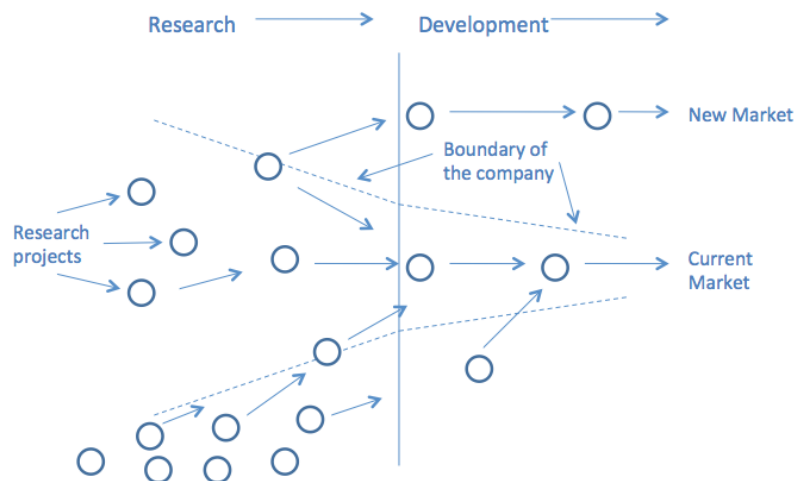 Research
Development
New Market
Boundary of
the company
Research
projects
Current
Market